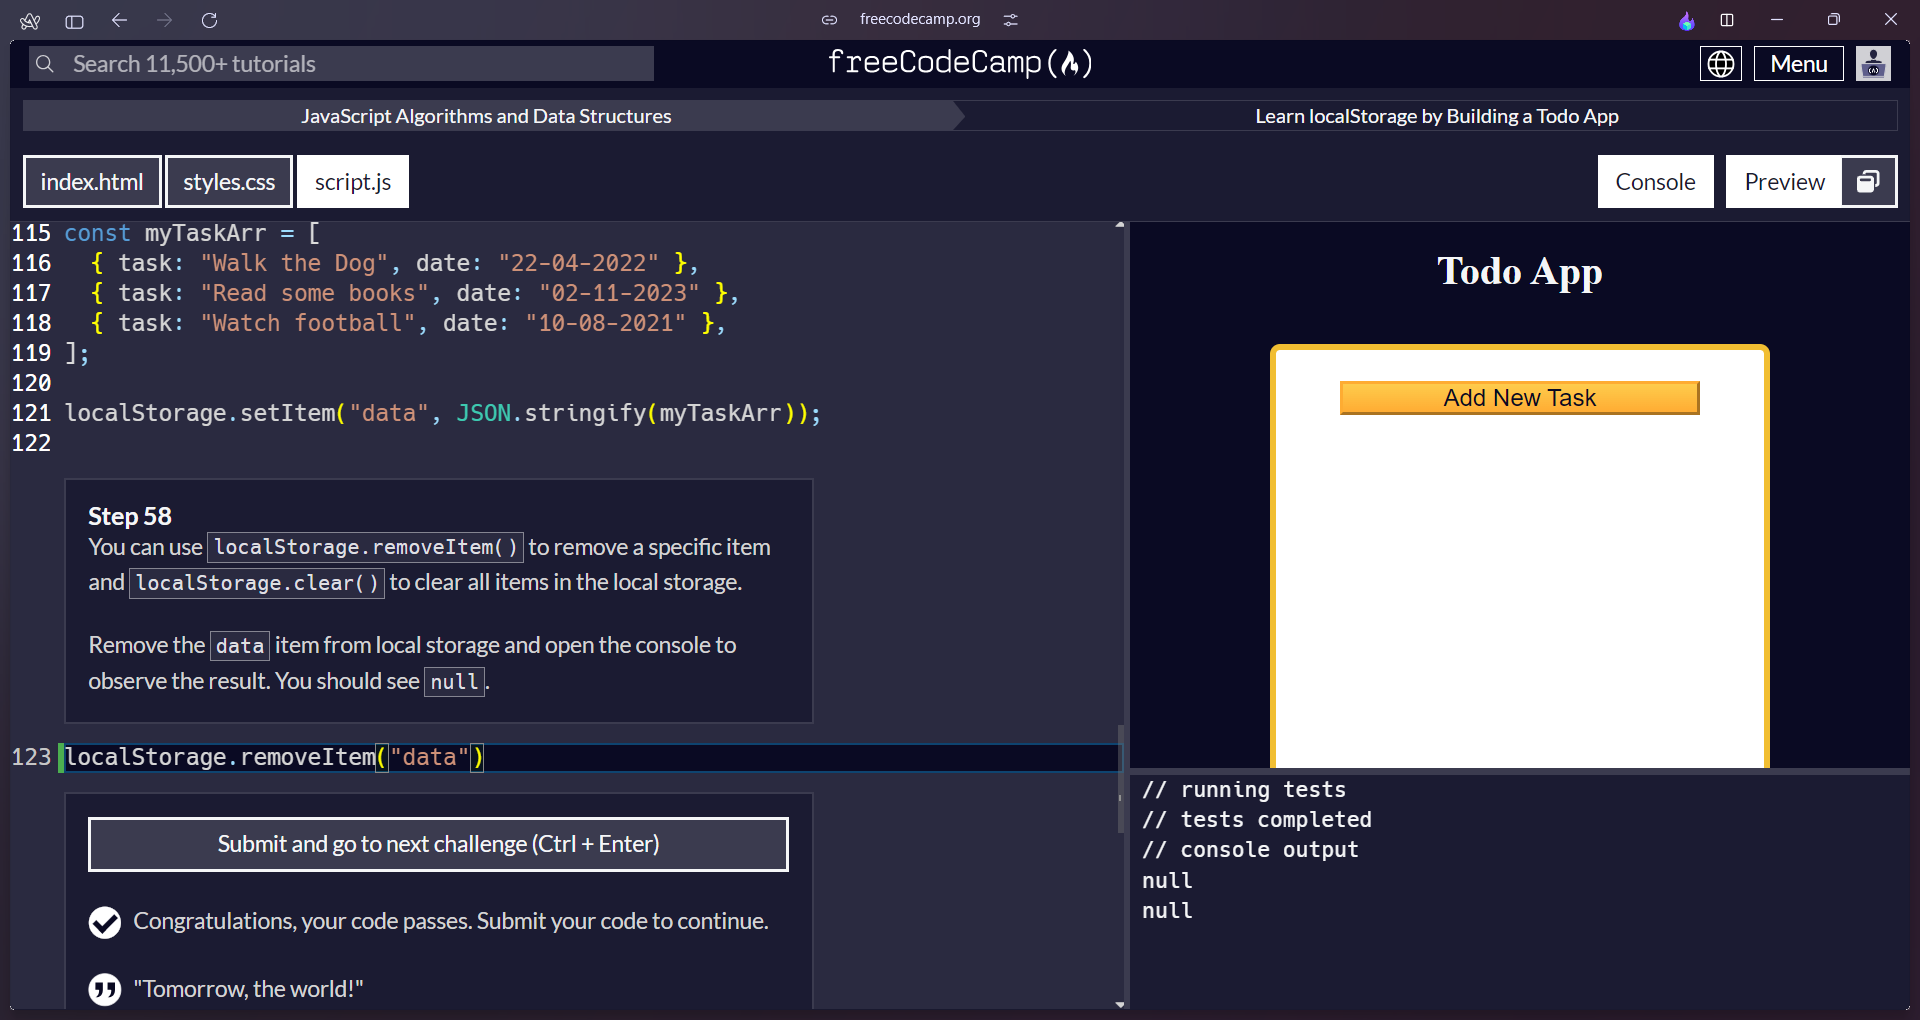 freecodecamp.org
Search 11,500+ tutorials
freeCodeCamp(🔥)
Menu
JavaScript Algorithms and Data Structures
Learn localStorage by Building a Todo App
index.html
styles.css
script.js
Console
Preview
115 const myTaskArr = [
116   { task: "Walk the Dog", date: "22-04-2022" },
117   { task: "Read some books", date: "02-11-2023" },
118   { task: "Watch football", date: "10-08-2021" },
119 ];
120
121 localStorage.setItem("data", JSON.stringify(myTaskArr));
122
Step 58
You can use localStorage.removeItem() to remove a specific item
and localStorage.clear() to clear all items in the local storage.
Remove the data item from local storage and open the console to
observe the result. You should see null.
123 localStorage.removeItem("data")
Submit and go to next challenge (Ctrl + Enter)
Congratulations, your code passes. Submit your code to continue.
"Tomorrow, the world!"
Todo App
Add New Task
// running tests
// tests completed
// console output
null
null